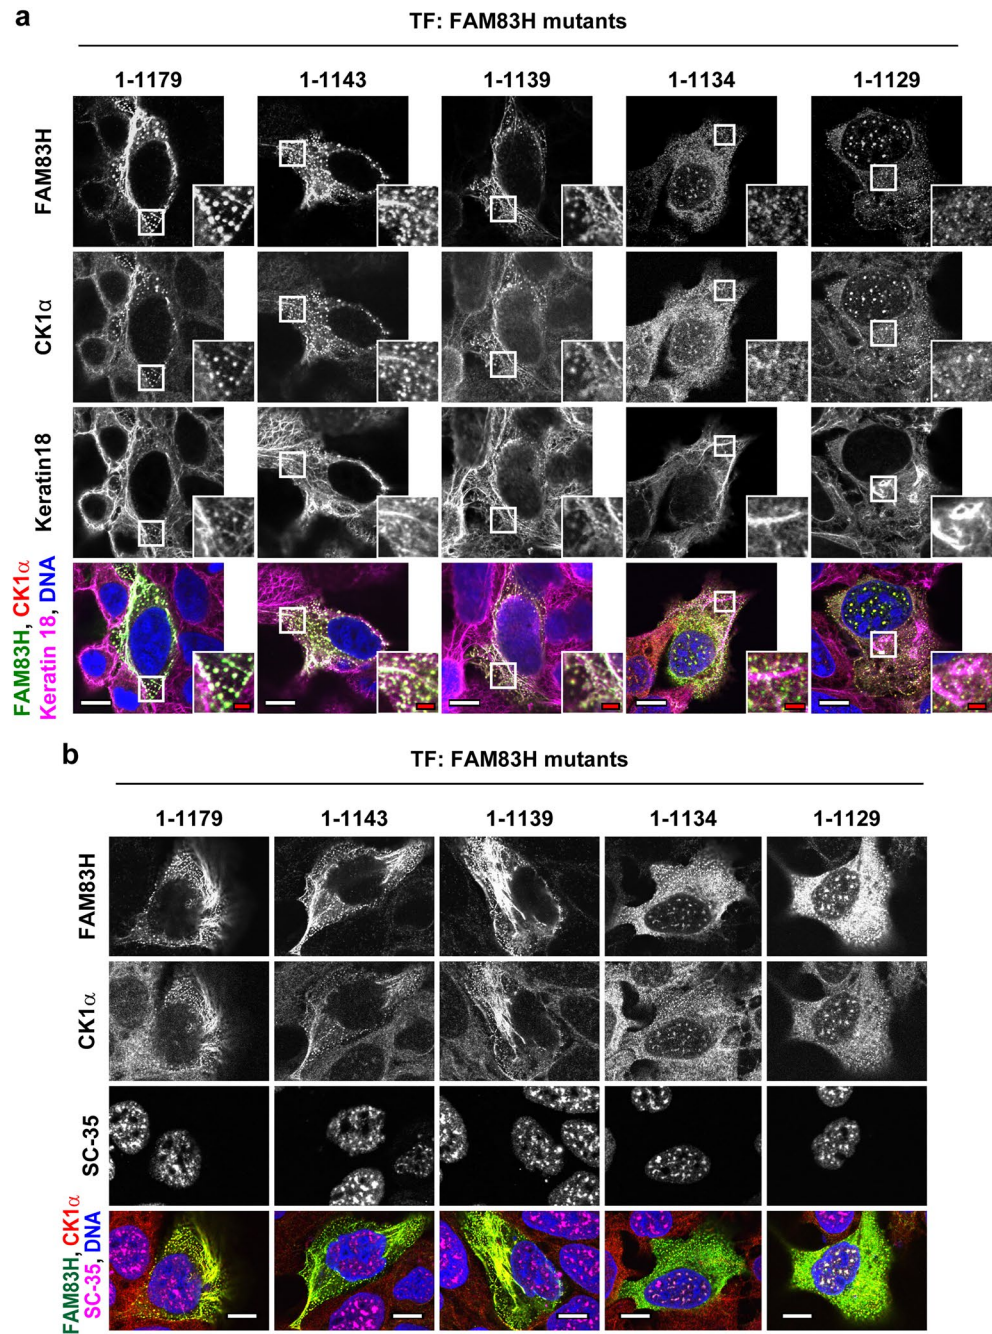 a
TF: FAM83H mutants
1-1179 1-1143 1-1139 1-1134 1-1129
FAM83H
CK1α
Keratin18
FAM83H, CK1α
Keratin 18, DNA
b
TF: FAM83H mutants
1-1179 1-1143 1-1139 1-1134 1-1129
FAM83H
CK1α
SC-35
FAM83H, CK1α
SC-35, DNA